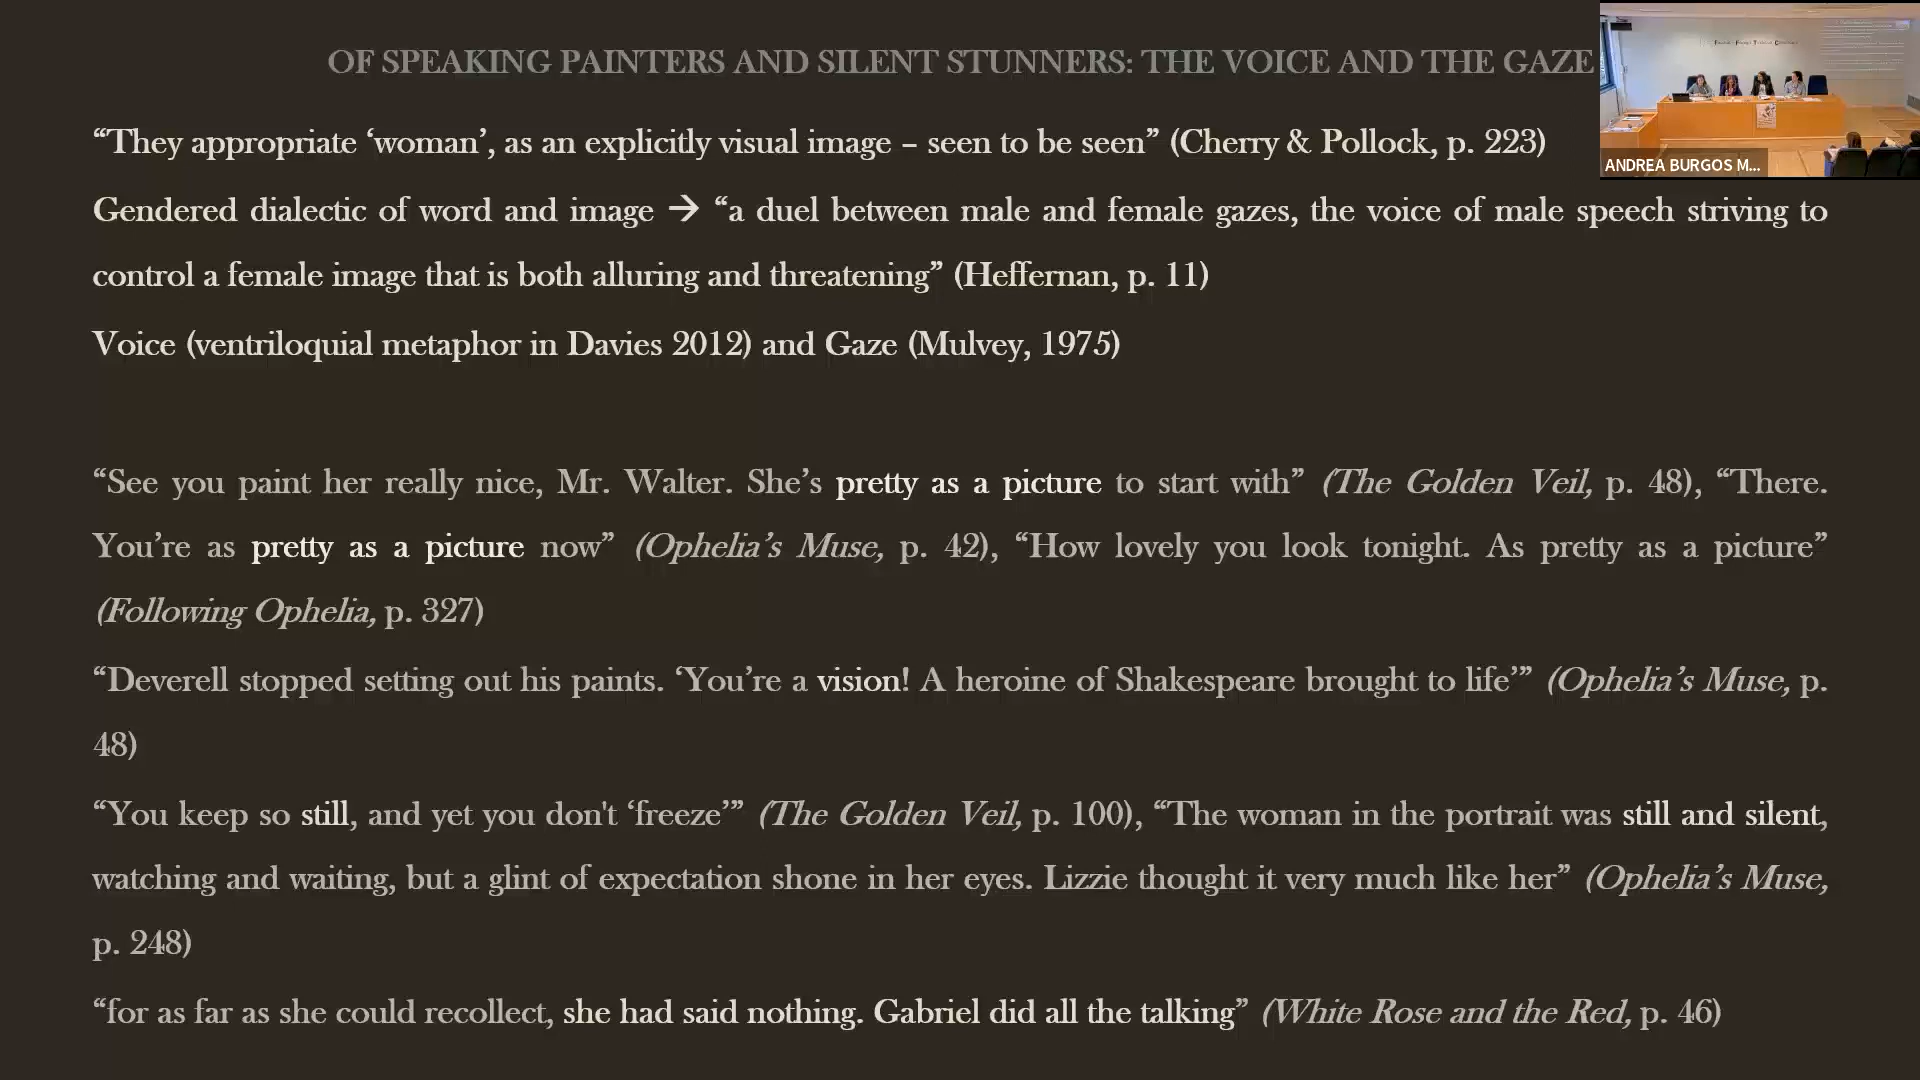 OF SPEAKING PAINTERS AND SILENT STUNNERS: THE VOICE AND THE GAZE
“They appropriate ‘woman’, as an explicitly visual image – seen to be seen” (Cherry & Pollock, p. 223)
Gendered dialectic of word and image → “a duel between male and female gazes, the voice of male speech striving to
control a female image that is both alluring and threatening” (Heffernan, p. 11)
Voice (ventriloquial metaphor in Davies 2012) and Gaze (Mulvey, 1975)
“See you paint her really nice, Mr. Walter. She’s pretty as a picture to start with” (The Golden Veil, p. 48), “There.
You’re as pretty as a picture now” (Ophelia’s Muse, p. 42), “How lovely you look tonight. As pretty as a picture”
(Following Ophelia, p. 327)
“Deverell stopped setting out his paints. ‘You’re a vision! A heroine of Shakespeare brought to life’” (Ophelia’s Muse, p.
48)
“You keep so still, and yet you don't ‘freeze’” (The Golden Veil, p. 100), “The woman in the portrait was still and silent,
watching and waiting, but a glint of expectation shone in her eyes. Lizzie thought it very much like her” (Ophelia’s Muse,
p. 248)
“for as far as she could recollect, she had said nothing. Gabriel did all the talking” (White Rose and the Red, p. 46)
ANDREA BURGOS M...